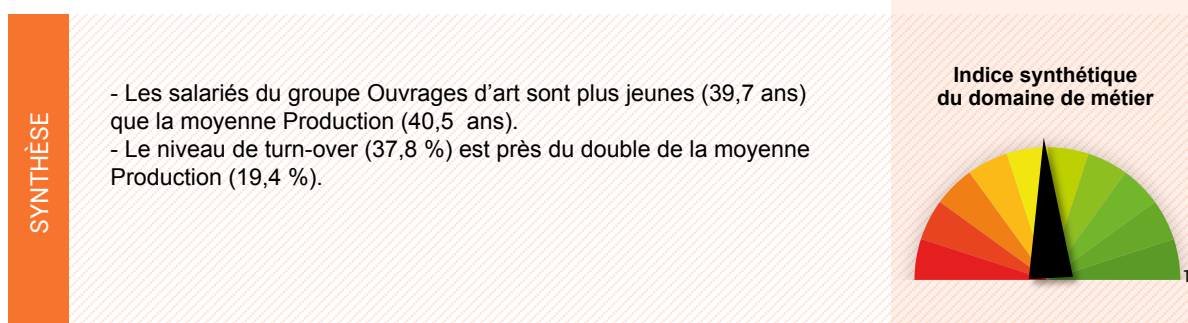 SYNTHÈSE
- Les salariés du groupe Ouvrages d’art sont plus jeunes (39,7 ans)
que la moyenne Production (40,5 ans).
- Le niveau de turn-over (37,8 %) est près du double de la moyenne
Production (19,4 %).
Indice synthétique
du domaine de métier